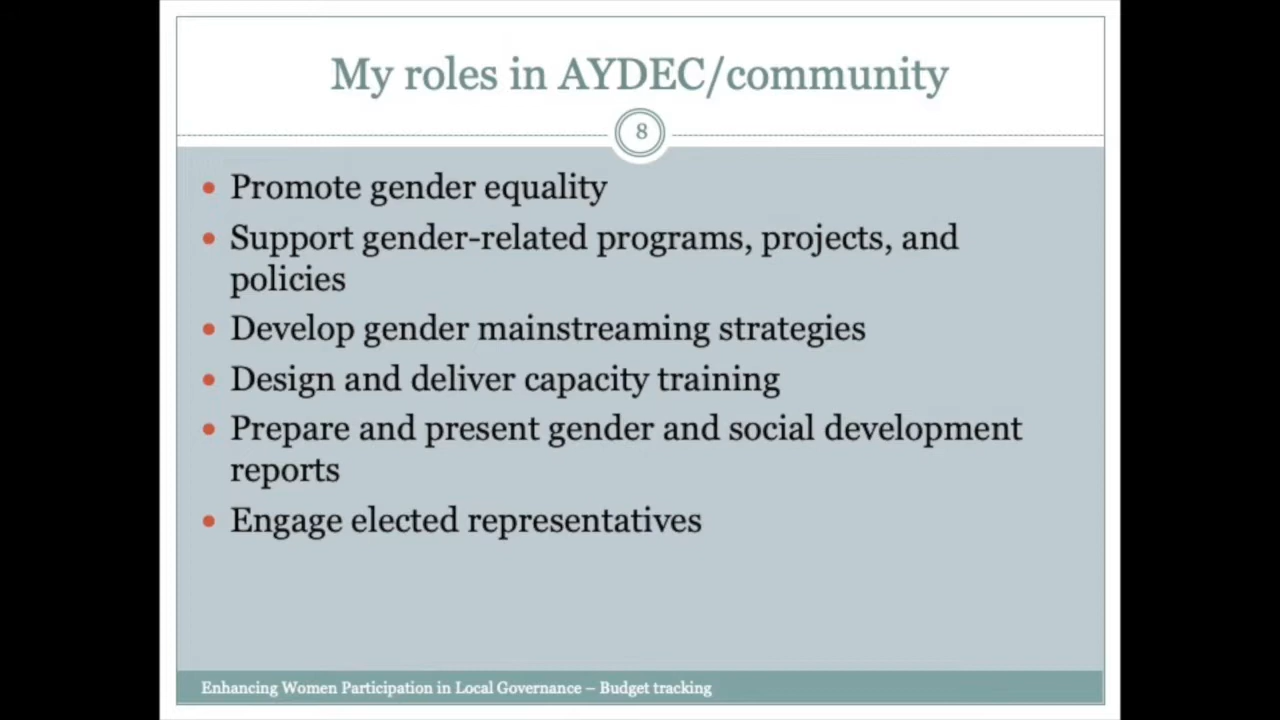 My roles in AYDEC/community
8
• Promote gender equality
• Support gender-related programs, projects, and
policies
• Develop gender mainstreaming strategies
• Design and deliver capacity training
• Prepare and present gender and social development
reports
• Engage elected representatives
Enhancing Women Participation in Local Governance – Budget tracking